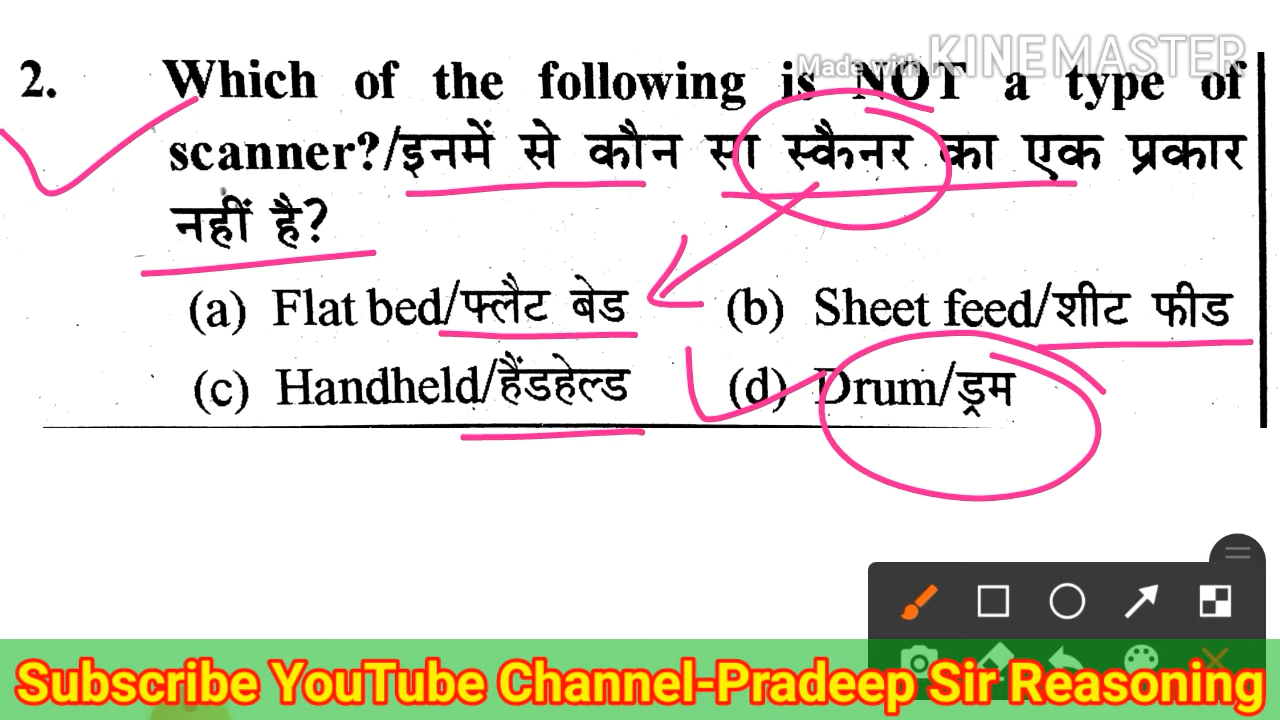 Made with KINEMASTER
2. Which of the following is NOT a type of
scanner?/इनमें से कौन सा स्कैनर का एक प्रकार
नहीं है?
(a) Flat bed/फ्लैट बेड (b) Sheet feed/शीट फीड
(c) Handheld/हैंडहेल्ड (d) Drum/ड्रम
Subscribe YouTube Channel-Pradeep Sir Reasoning